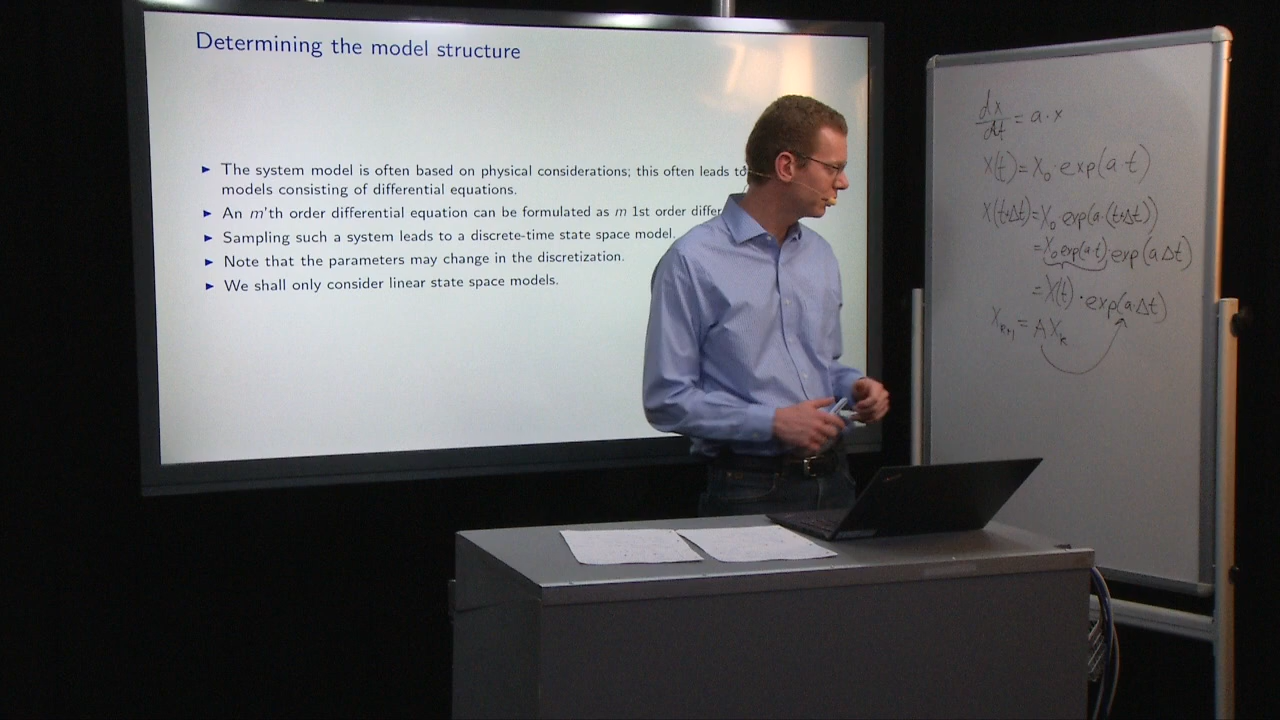 Determining the model structure
► The system model is often based on physical considerations; this often leads to
models consisting of differential equations.
► An m'th order differential equation can be formulated as m 1st order differ
► Sampling such a system leads to a discrete-time state space model.
► Note that the parameters may change in the discretization.
► We shall only consider linear state space models.
dx/dt = a·x
X(t)=X₀·exp(a·t)
X(t+Δt)=X₀ exp(a·(t+Δt))
=X₀ exp(a·t)·exp(aΔt)
=X(t)·exp(a·Δt)
Xₖ₊₁=AXₖ